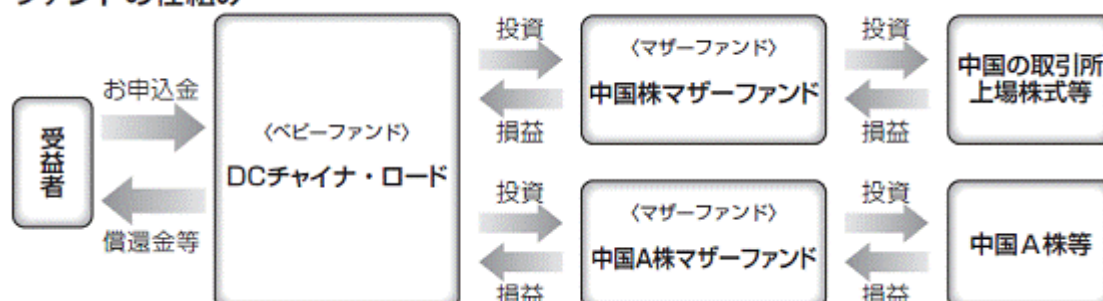 ファンドの仕組み
受益者
お申込金
償還金等
〈ベビーファンド〉
DCチャイナ・ロード
投資
損益
〈マザーファンド〉
中国株マザーファンド
投資
損益
中国の取引所
上場株式等
投資
損益
〈マザーファンド〉
中国A株マザーファンド
投資
損益
中国A株等